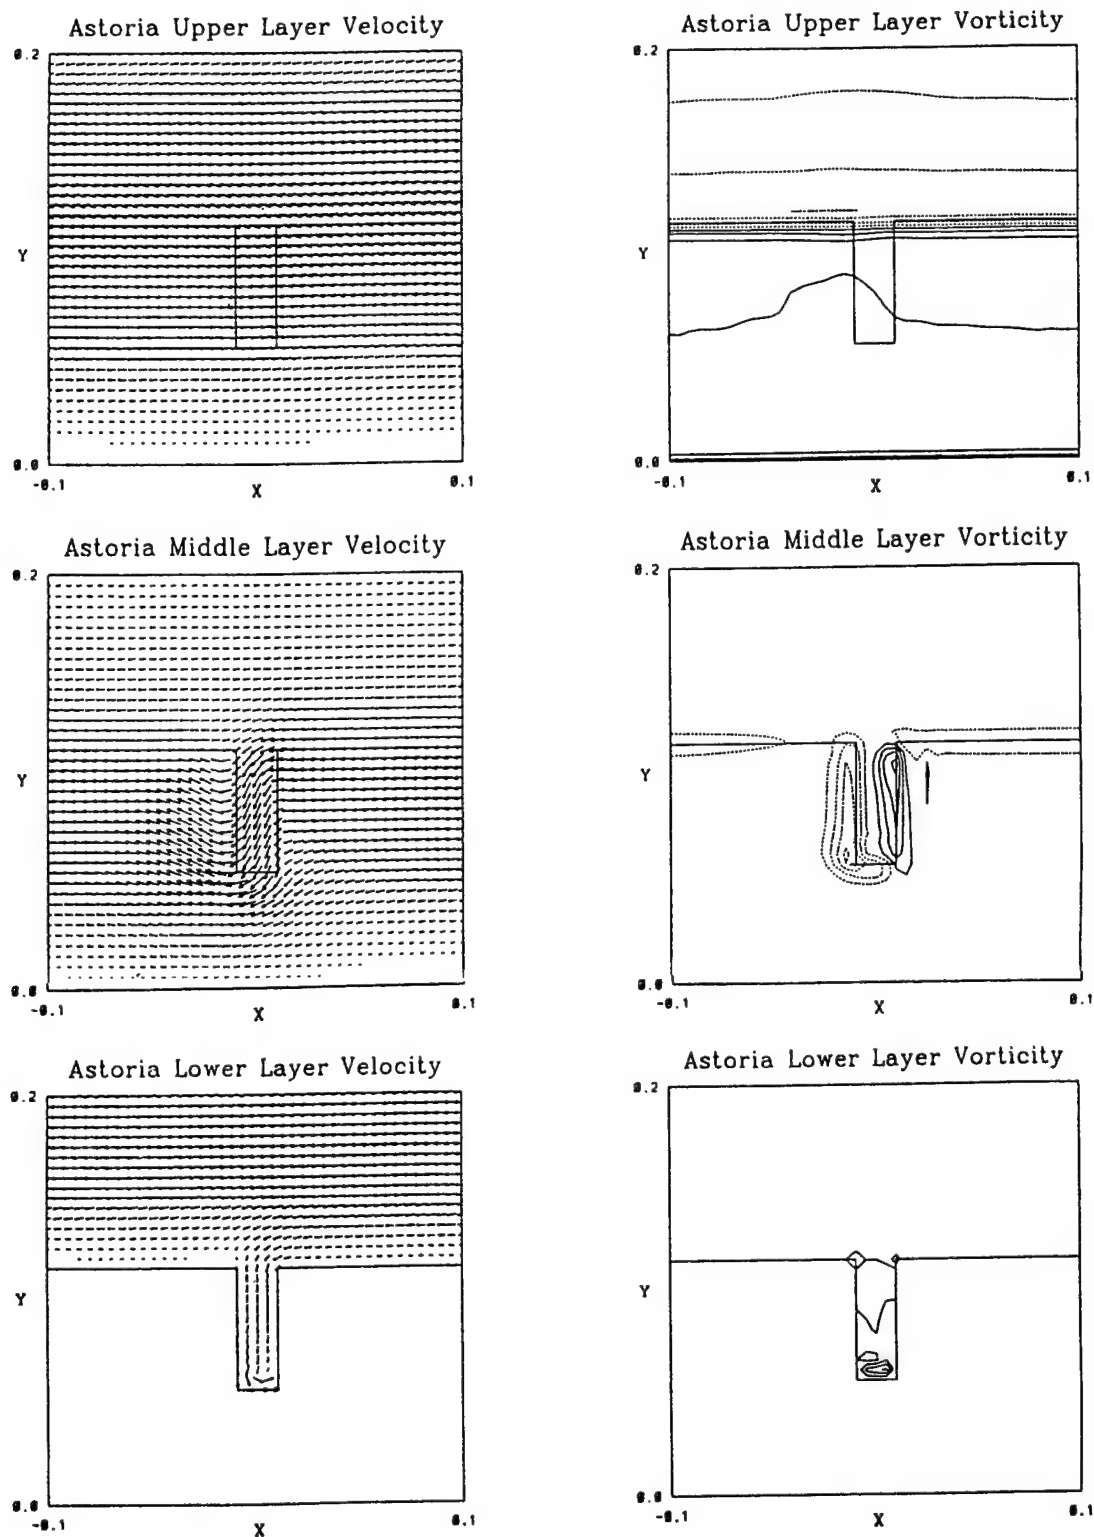 Astoria Upper Layer Velocity
0.2
Y
0.0
-0.1
X
0.1
Astoria Upper Layer Vorticity
0.2
Y
0.0
-0.1
X
0.1
Astoria Middle Layer Velocity
0.2
Y
0.0
-0.1
X
0.1
Astoria Middle Layer Vorticity
0.2
Y
0.0
-0.1
X
0.1
Astoria Lower Layer Velocity
0.2
Y
0.0
-0.1
X
0.1
Astoria Lower Layer Vorticity
0.2
Y
0.0
-0.1
X
0.1